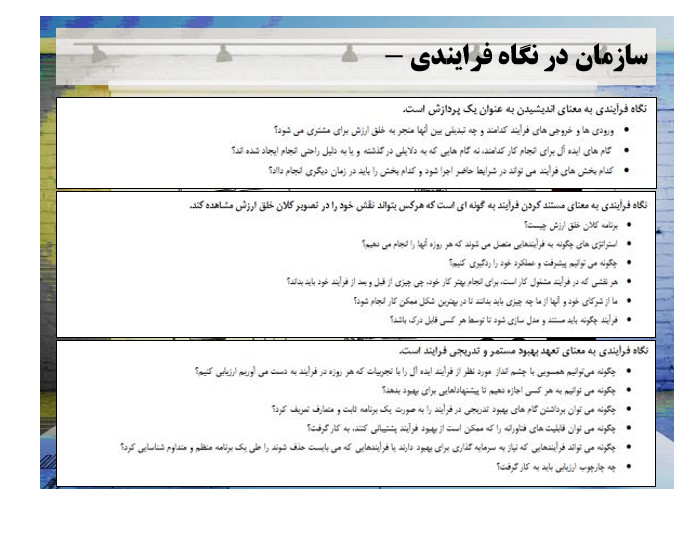 سازمان در نگاه فرایندی –
نگاه فرآیندی به معنای اندیشیدن به عنوان یک پردازش است.
• ورودی ها و خروجی های فرآیند کدامند و چه تبدیلی بین آنها منجر به خلق ارزش برای مشتری می شود؟
• گام های ایده آل برای انجام کار کدامند، نه گام هایی که به دلایلی در گذشته و یا به دلیل راحتی انجام ایجاد شده اند؟
• کدام بخش های فرآیند می تواند در شرایط حاضر اجرا شود و کدام بخش را باید در زمان دیگری انجام دااد؟
نگاه فرآیندی به معنای مستند کردن فرآیند به گونه ای است که هرکس بتواند نقش خود را در تصویر کلان خلق ارزش مشاهده کند.
• برنامه کلان خلق ارزش چیست؟
• استراتژی های چگونه به فرآیندهایی متصل می شوند که هر روزه آنها را انجام می دهیم؟
• چگونه می توانیم پیشرفت و عملکرد خود را ردگیری کنیم؟
• هر نقشی که در فرآیند مشغول کار است، برای انجام بهتر کار خود، چی چیزی از قبل و بعد از فرآیند خود باید بداند؟
• ما از شرکای خود و آنها از ما چه چیزی باید بدانند تا در بهترین شکل ممکن کار انجام شود؟
• فرآیند چگونه باید مستند و مدل سازی شود تا توسط هر کسی قابل درک باشد؟
نگاه فرآیندی به معنای تعهد بهبود مستمر و تدریجی فرایند است.
• چگونه می‌توانیم همسویی با چشم انداز مورد نظر از فرآیند ایده آل را با تجربیات که هر روزه در فرآیند به دست می آوریم ارزیابی کنیم؟
• چگونه می توانیم به هر کسی اجازه دهیم تا پیشنهاداهایی برای بهبود بدهد؟
• چگونه می توان برداشتن گام های بهبود تدریجی در فرآیند را به صورت یک برنامه ثابت و متعارف تعریف کرد؟
• چگونه می توان قابلیت های فناورانه را که ممکن است از بهبود فرآیند پشتیبانی کنند، به کار گرفت؟
• چگونه می تواند فرآیندهایی که نیاز به سرمایه گذاری برای بهبود دارند یا فرآیندهایی که می بایست حذف شوند را طی یک برنامه منظم و متداوم شناسایی کرد؟
• چه چارچوب ارزیابی باید به کار گرفت؟